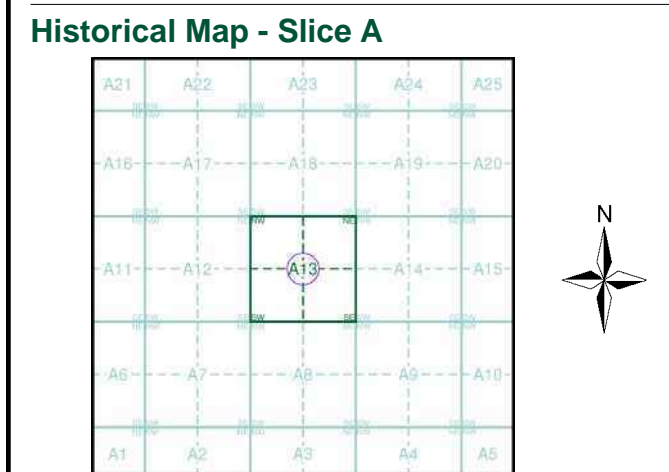 Historical Map - Slice A
A21 A22 A23 A24 A25
A16 A17 A18 A19 A20
N
NW NE
A11 A12 A13 A14 A15
SW SE
A6 A7 A8 A9 A10
A1 A2 A3 A4 A5